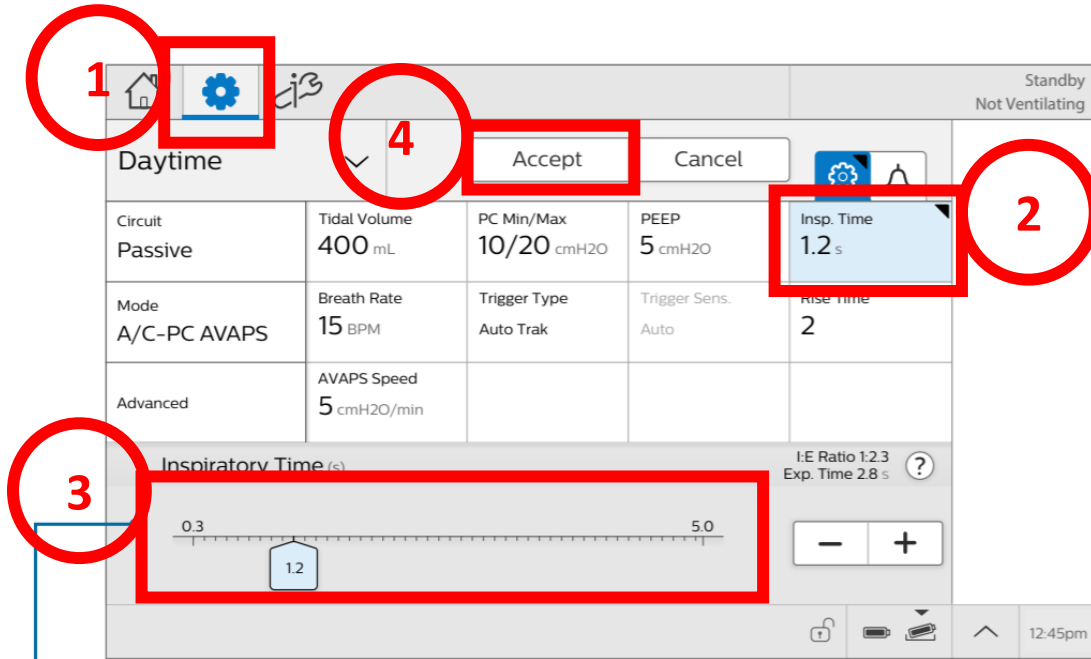 1
Standby
Not Ventilating
Daytime
4
Accept
Cancel
2
Circuit
Passive
Tidal Volume
400 mL
PC Min/Max
10/20 cmH2O
PEEP
5 cmH2O
Insp. Time
1.2 s
Mode
A/C-PC AVAPS
Breath Rate
15 BPM
Trigger Type
Auto Trak
Trigger Sens.
Auto
Rise Time
2
Advanced
AVAPS Speed
5 cmH2O/min
3
Inspiratory Time (s)
I:E Ratio 1:2.3
Exp. Time 2.8 s
?
0.3
5.0
1.2
− +
12:45pm